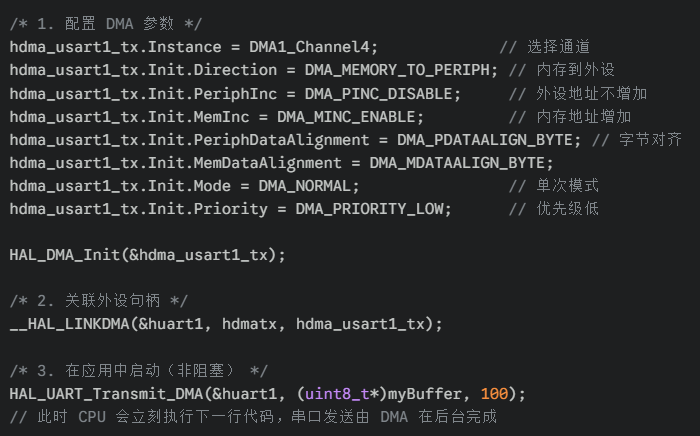 /* 1. 配置 DMA 参数 */
hdma_usart1_tx.Instance = DMA1_Channel4; // 选择通道
hdma_usart1_tx.Init.Direction = DMA_MEMORY_TO_PERIPH; // 内存到外设
hdma_usart1_tx.Init.PeriphInc = DMA_PINC_DISABLE; // 外设地址不增加
hdma_usart1_tx.Init.MemInc = DMA_MINC_ENABLE; // 内存地址增加
hdma_usart1_tx.Init.PeriphDataAlignment = DMA_PDATAALIGN_BYTE; // 字节对齐
hdma_usart1_tx.Init.MemDataAlignment = DMA_MDATAALIGN_BYTE;
hdma_usart1_tx.Init.Mode = DMA_NORMAL; // 单次模式
hdma_usart1_tx.Init.Priority = DMA_PRIORITY_LOW; // 优先级低
HAL_DMA_Init(&hdma_usart1_tx);
/* 2. 关联外设句柄 */
__HAL_LINKDMA(&huart1, hdmatx, hdma_usart1_tx);
/* 3. 在应用中启动（非阻塞） */
HAL_UART_Transmit_DMA(&huart1, (uint8_t*)myBuffer, 100);
// 此时 CPU 会立刻执行下一行代码，串口发送由 DMA 在后台完成